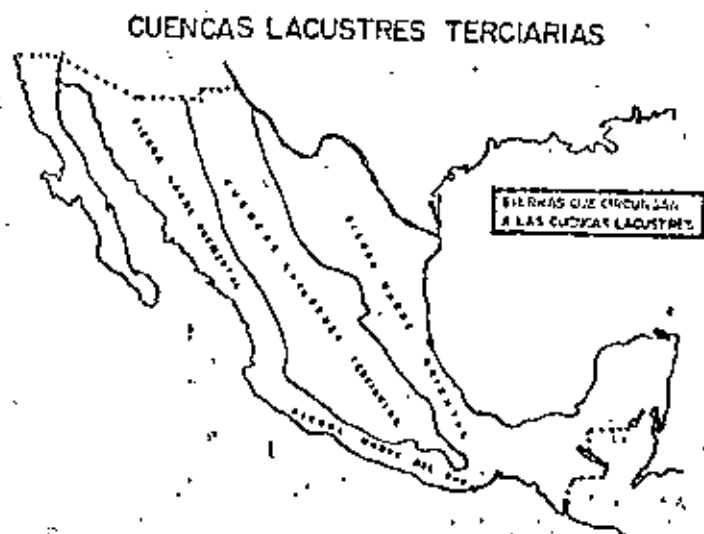 CUENCAS LACUSTRES TERCIARIAS
SIERRAS QUE CIRCUNDAN
A LAS CUENCAS LACUSTRES
SIERRA MADRE OCCIDENTAL
CUENCAS LACUSTRES TERCIARIAS
SIERRA MADRE ORIENTAL
SIERRA MADRE DEL SUR